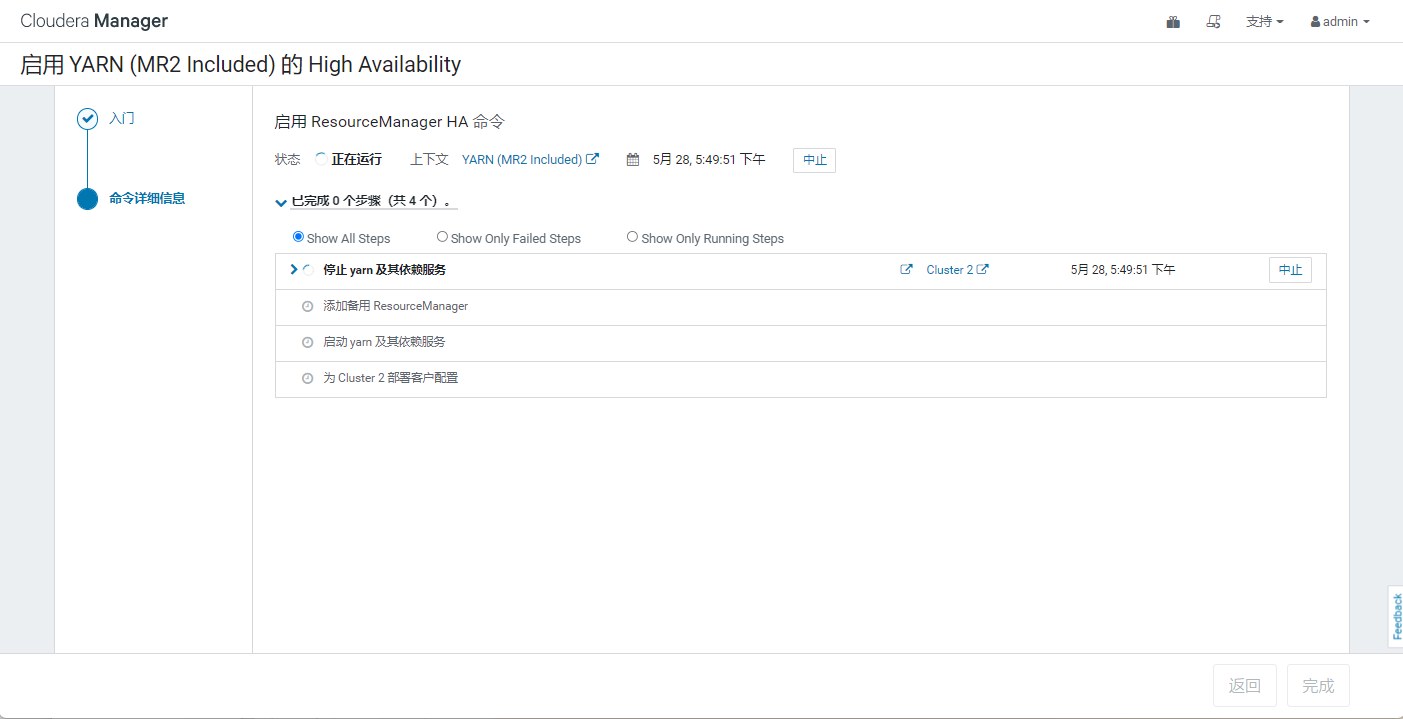 Cloudera Manager
支持 admin
启用 YARN (MR2 Included) 的 High Availability
入门
命令详细信息
启用 ResourceManager HA 命令
状态 正在运行 上下文 YARN (MR2 Included) 5月 28, 5:49:51 下午 中止
已完成 0 个步骤（共 4 个）。
Show All Steps Show Only Failed Steps Show Only Running Steps
停止 yarn 及其依赖服务 Cluster 2 5月 28, 5:49:51 下午 中止
添加备用 ResourceManager
启动 yarn 及其依赖服务
为 Cluster 2 部署客户配置
Feedback
返回 完成